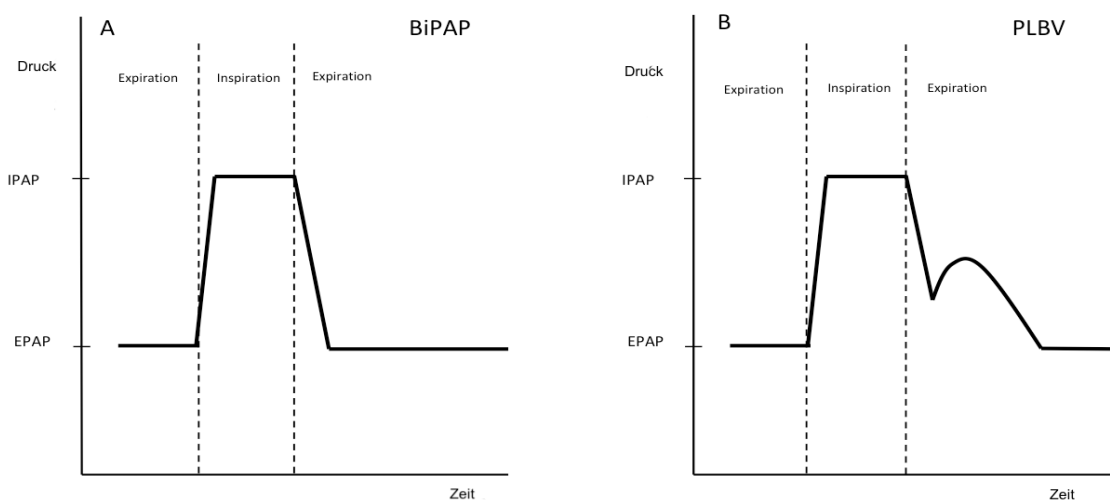 A
BiPAP
Druck
Expiration
Inspiration
Expiration
IPAP
EPAP
Zeit
B
PLBV
Druck
Expiration
Inspiration
Expiration
IPAP
EPAP
Zeit